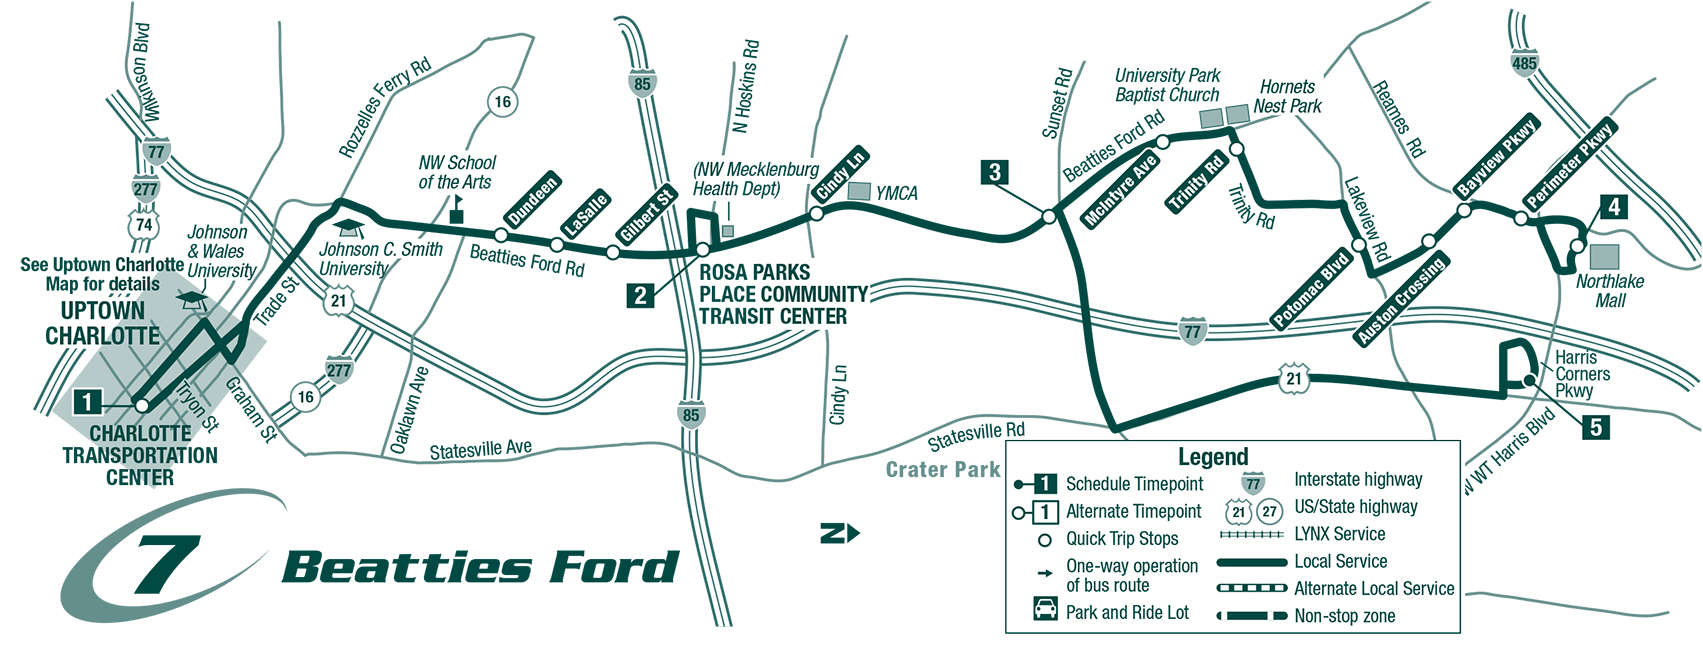 Wilkinson Blvd
77
277
74
Johnson
& Wales
University
See Uptown Charlotte
Map for details
UPTOWN
CHARLOTTE
1
CHARLOTTE
TRANSPORTATION
CENTER
Tryon St
Graham St
Trade St
21
277
16
Rozzelles Ferry Rd
16
NW School
of the Arts
Johnson C. Smith
University
Oaklawn Ave
Statesville Ave
Dundeen
LaSalle
Gilbert St
Beatties Ford Rd
85
85
N Hoskins Rd
(NW Mecklenburg
Health Dept)
2
ROSA PARKS
PLACE COMMUNITY
TRANSIT CENTER
Cindy Ln
YMCA
Cindy Ln
Statesville Rd
Crater Park
3
Sunset Rd
Beatties Ford Rd
University Park
Baptist Church
Hornets
Nest Park
McIntyre Ave
Trinity Rd
Trinity Rd
Lakeview Rd
Reames Rd
485
Potomac Blvd
Auston Crossing
Bayview Pkwy
Perimeter Pkwy
4
Northlake
Mall
77
21
Harris
Corners
Pkwy
5
W WT Harris Blvd
7 Beatties Ford
N
Legend
1 Schedule Timepoint
1 Alternate Timepoint
Quick Trip Stops
One-way operation
of bus route
Park and Ride Lot
77 Interstate highway
21 27 US/State highway
LYNX Service
Local Service
Alternate Local Service
Non-stop zone